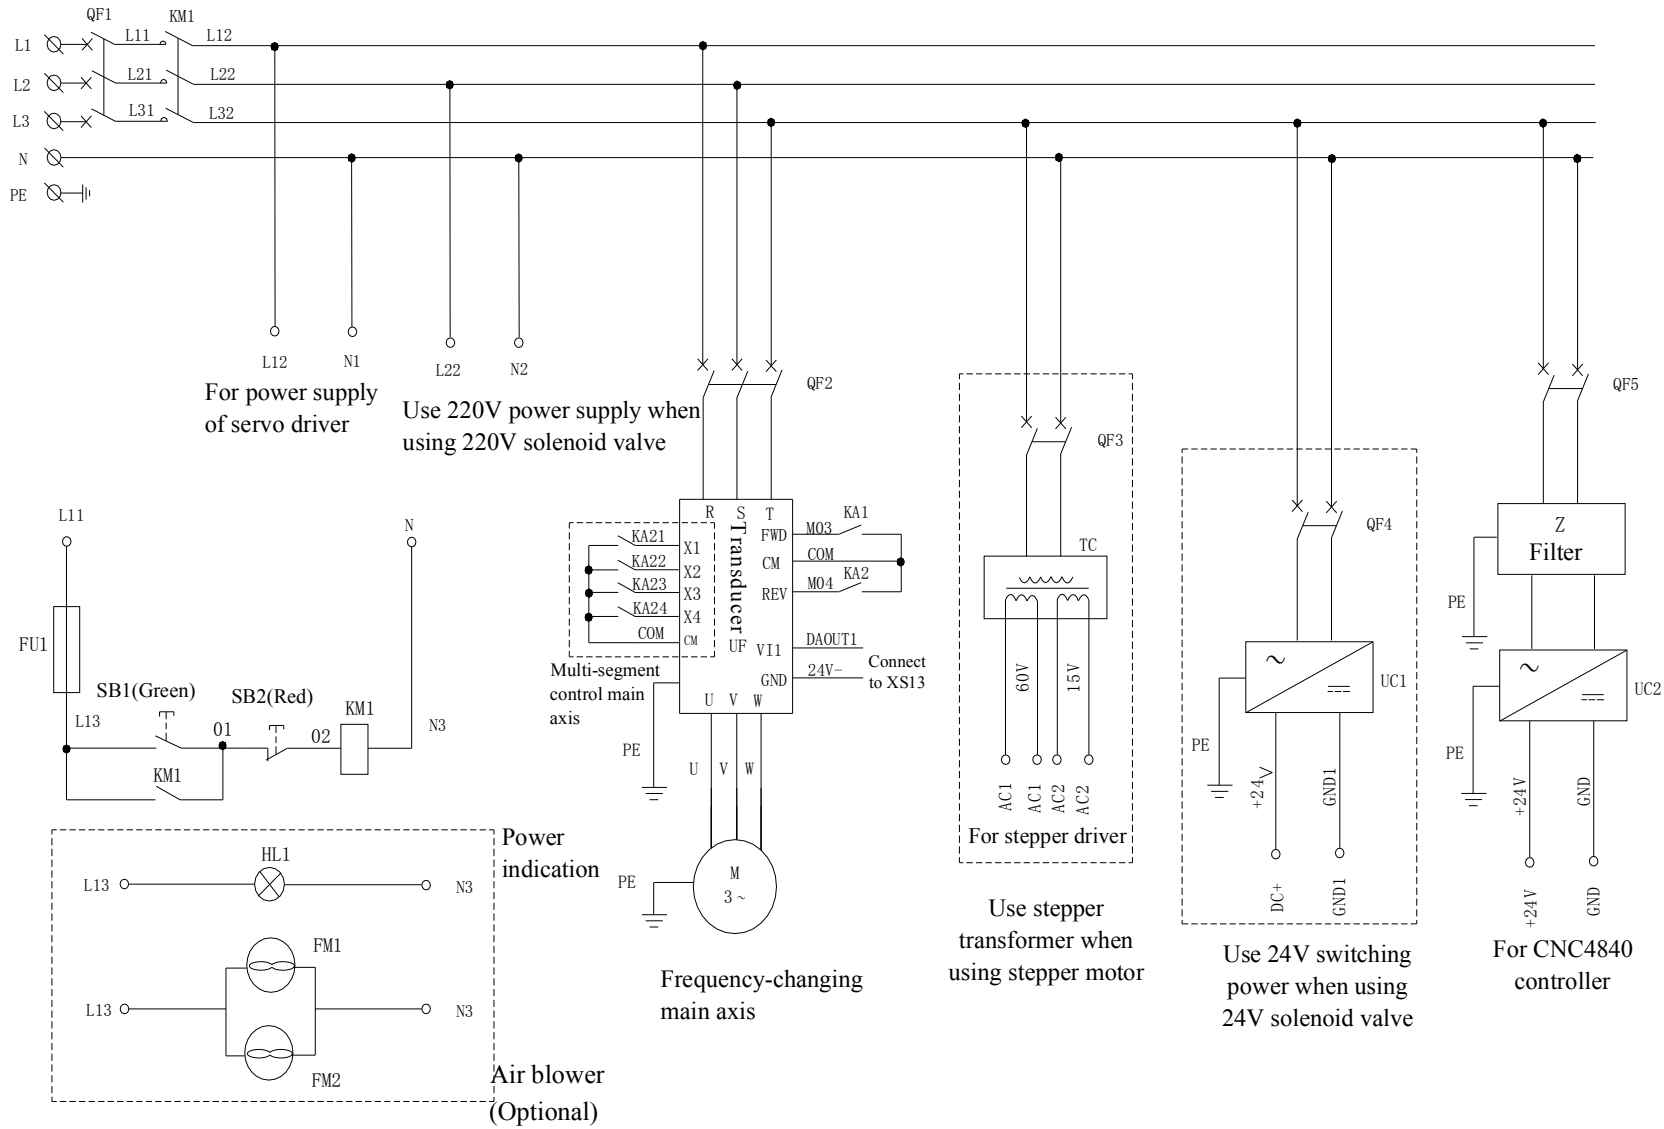 QF1 KM1
L1 L11 L12
L2 L21 L22
L3 L31 L32
N
PE
L12 N1
For power supply
of servo driver
L22 N2
Use 220V power supply when
using 220V solenoid valve
QF2
R S T
Transducer
UF
KA21 X1
KA22 X2
KA23 X3
KA24 X4
COM CM
Multi-segment
control main
axis
FWD M03 KA1
CM COM
REV M04 KA2
VI1 DAOUT1
GND 24V-
Connect
to XS13
U V W
PE
U V W
M
3 ~
PE
Frequency-changing
main axis
QF3
TC
60V 15V
AC1 AC1 AC2 AC2
For stepper driver
Use stepper
transformer when
using stepper motor
QF4
UC1
PE
+24V GND1
DC+ GND1
Use 24V switching
power when using
24V solenoid valve
QF5
Z
Filter
PE
UC2
PE
+24V GND
+24V GND
For CNC4840
controller
L11 N
FU1
SB1(Green) SB2(Red) KM1
L13 01 02 N3
KM1
Power
indication
HL1
L13 N3
FM1
L13 N3
FM2
Air blower
(Optional)